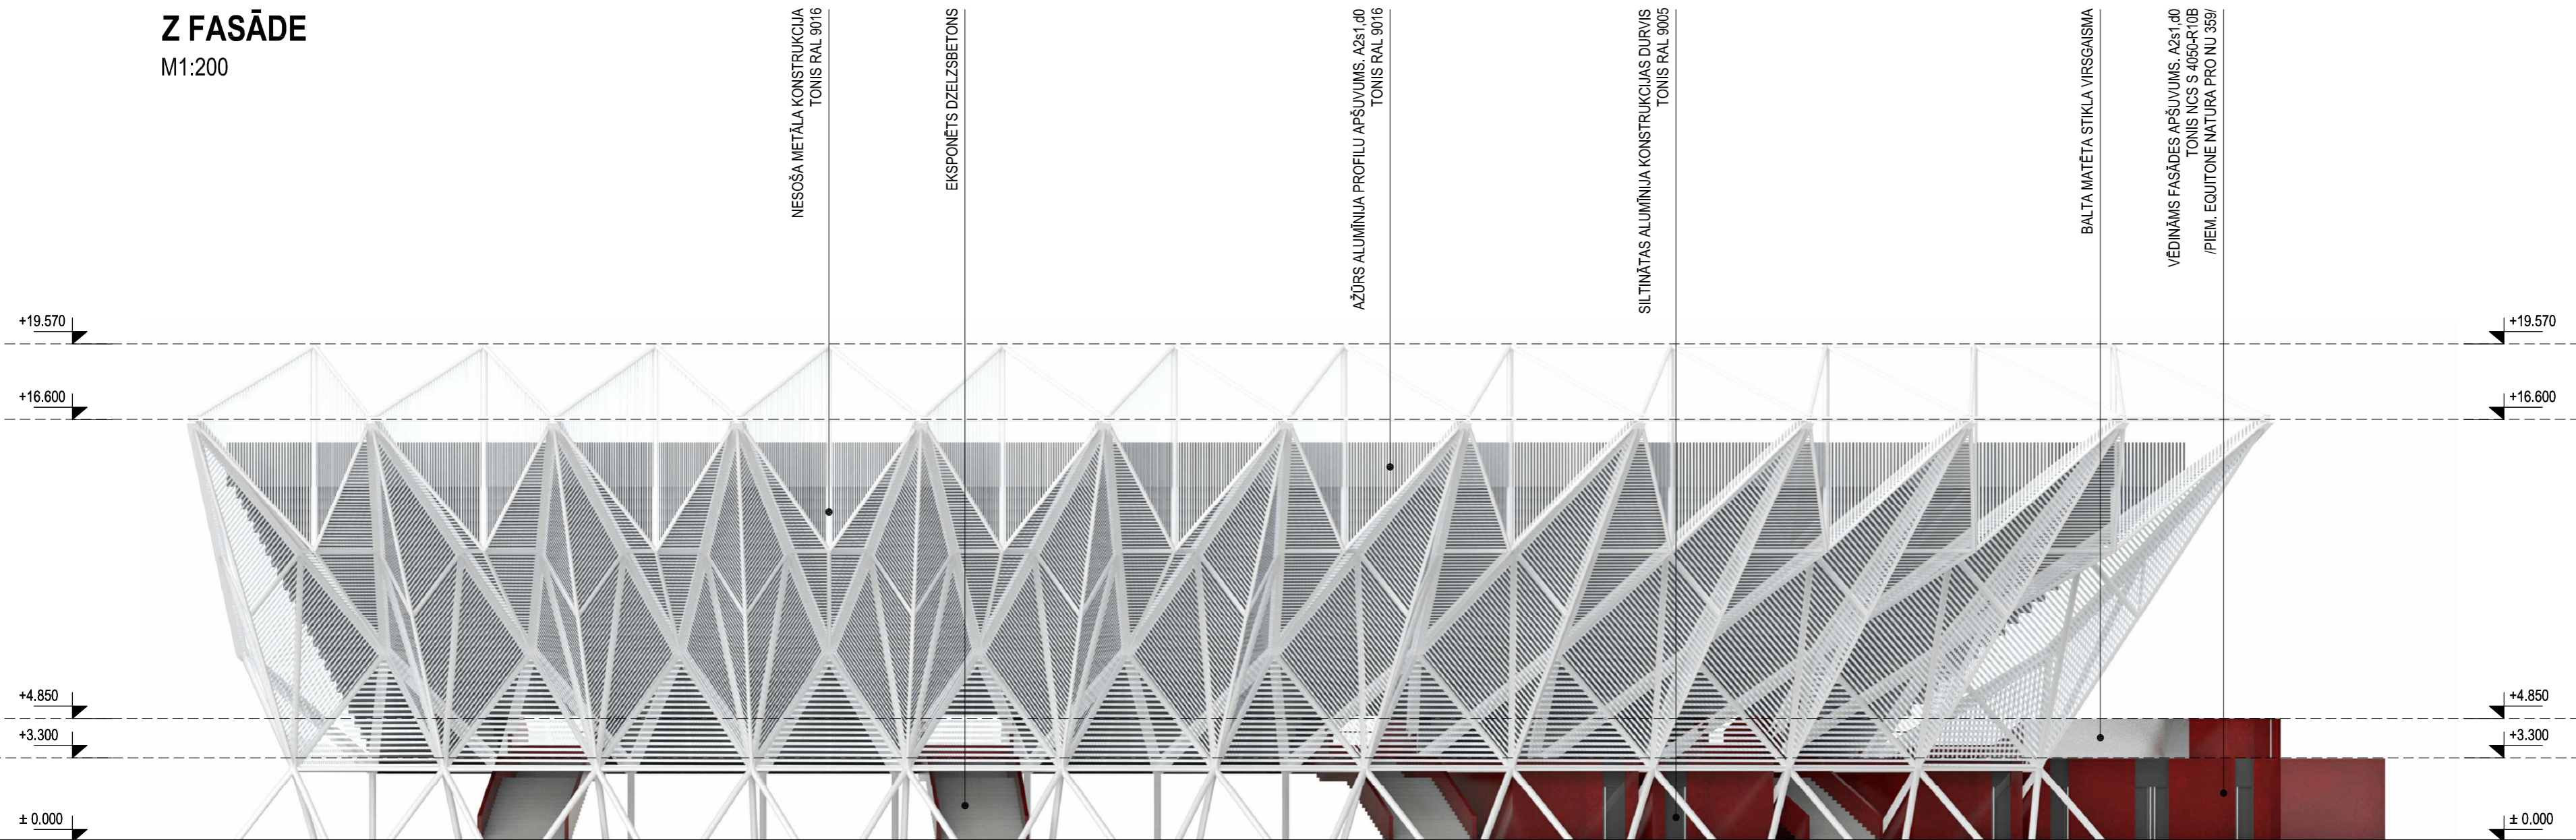 Z FASĀDE
M1:200
NESOŠA METĀLA KONSTRUKCIJA
TONIS RAL 9016
EKSPONĒTS DZELZSBETONS
AŽŪRS ALUMĪNIJA PROFILU APŠUVUMS. A2s1,d0
TONIS RAL 9016
SILTINĀTAS ALUMĪNIJA KONSTRUKCIJAS DURVIS
TONIS RAL 9005
BALTA MATĒTA STIKLA VIRSGAISMA
VĒDINĀMS FASĀDES APŠUVUMS. A2s1,d0
TONIS NCS S 4050-R10B
/PIEM. EQUITONE NATURA PRO NU 359/
+19.570
+16.600
+4.850
+3.300
± 0.000
+19.570
+16.600
+4.850
+3.300
± 0.000